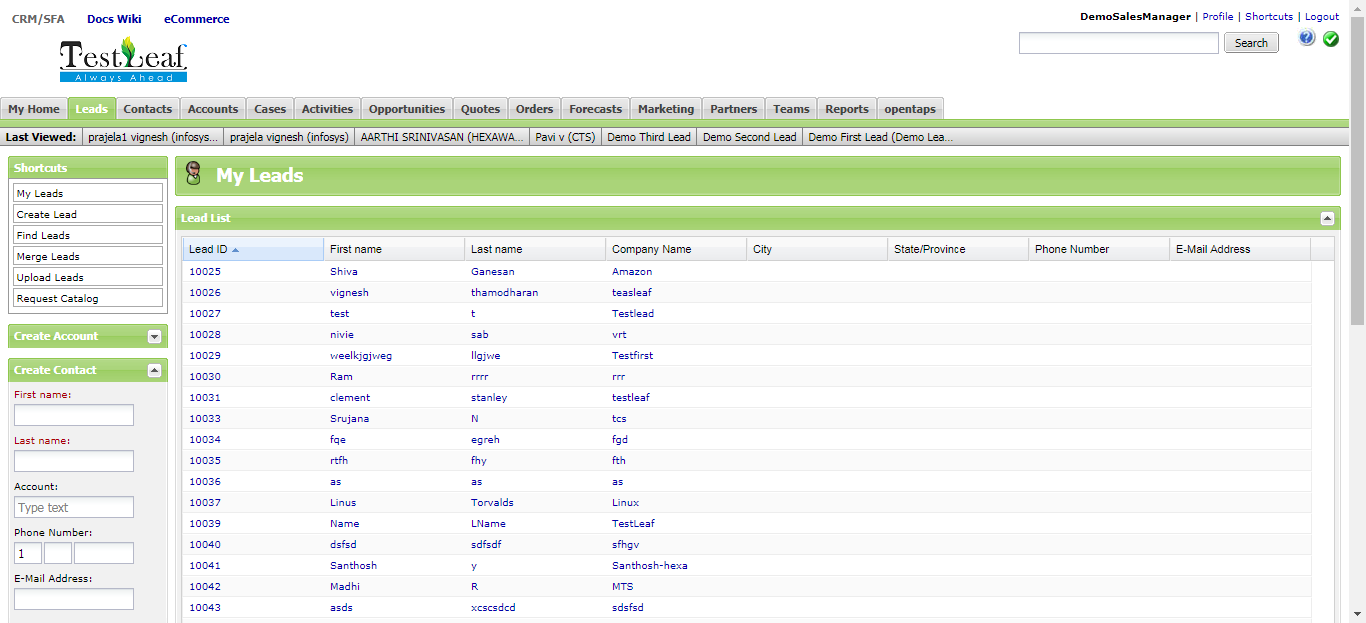 CRM/SFA Docs Wiki eCommerce
DemoSalesManager | Profile | Shortcuts | Logout
TestLeaf
Always Ahead
Search
My Home Leads Contacts Accounts Cases Activities Opportunities Quotes Orders Forecasts Marketing Partners Teams Reports opentaps
Last Viewed: prajela1 vignesh (infosys... prajela vignesh (infosys) AARTHI SRINIVASAN (HEXAWA... Pavi v (CTS) Demo Third Lead Demo Second Lead Demo First Lead (Demo Lea...
Shortcuts
My Leads
Create Lead
Find Leads
Merge Leads
Upload Leads
Request Catalog
Create Account
Create Contact
First name:
Last name:
Account:
Type text
Phone Number:
1
E-Mail Address:
My Leads
Lead List
Lead ID First name Last name Company Name City State/Province Phone Number E-Mail Address
10025 Shiva Ganesan Amazon
10026 vignesh thamodharan teasleaf
10027 test t Testlead
10028 nivie sab vrt
10029 weelkjgjweg llgjwe Testfirst
10030 Ram rrrr rrr
10031 clement stanley testleaf
10033 Srujana N tcs
10034 fqe egreh fgd
10035 rtfh fhy fth
10036 as as as
10037 Linus Torvalds Linux
10039 Name LName TestLeaf
10040 dsfsd sdfsdf sfhgv
10041 Santhosh y Santhosh-hexa
10042 Madhi R MTS
10043 asds xcscsdcd sdsfsd